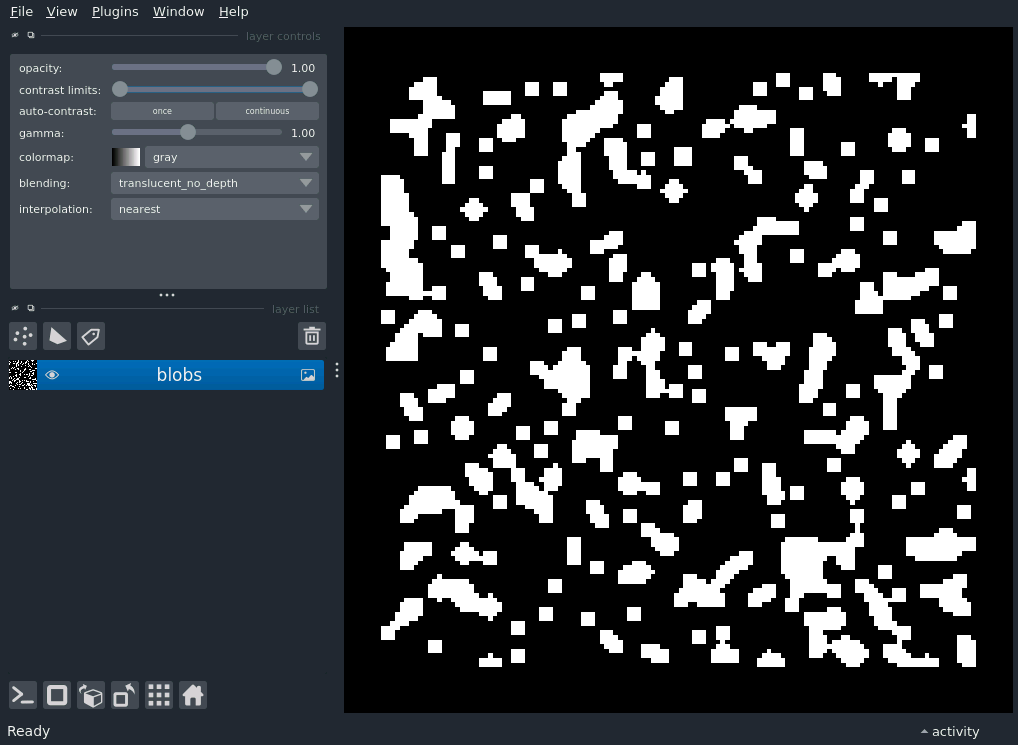 File View Plugins Window Help
layer controls
opacity: 1.00
contrast limits:
auto-contrast: once continuous
gamma: 1.00
colormap: gray
blending: translucent_no_depth
interpolation: nearest
layer list
blobs
Ready activity